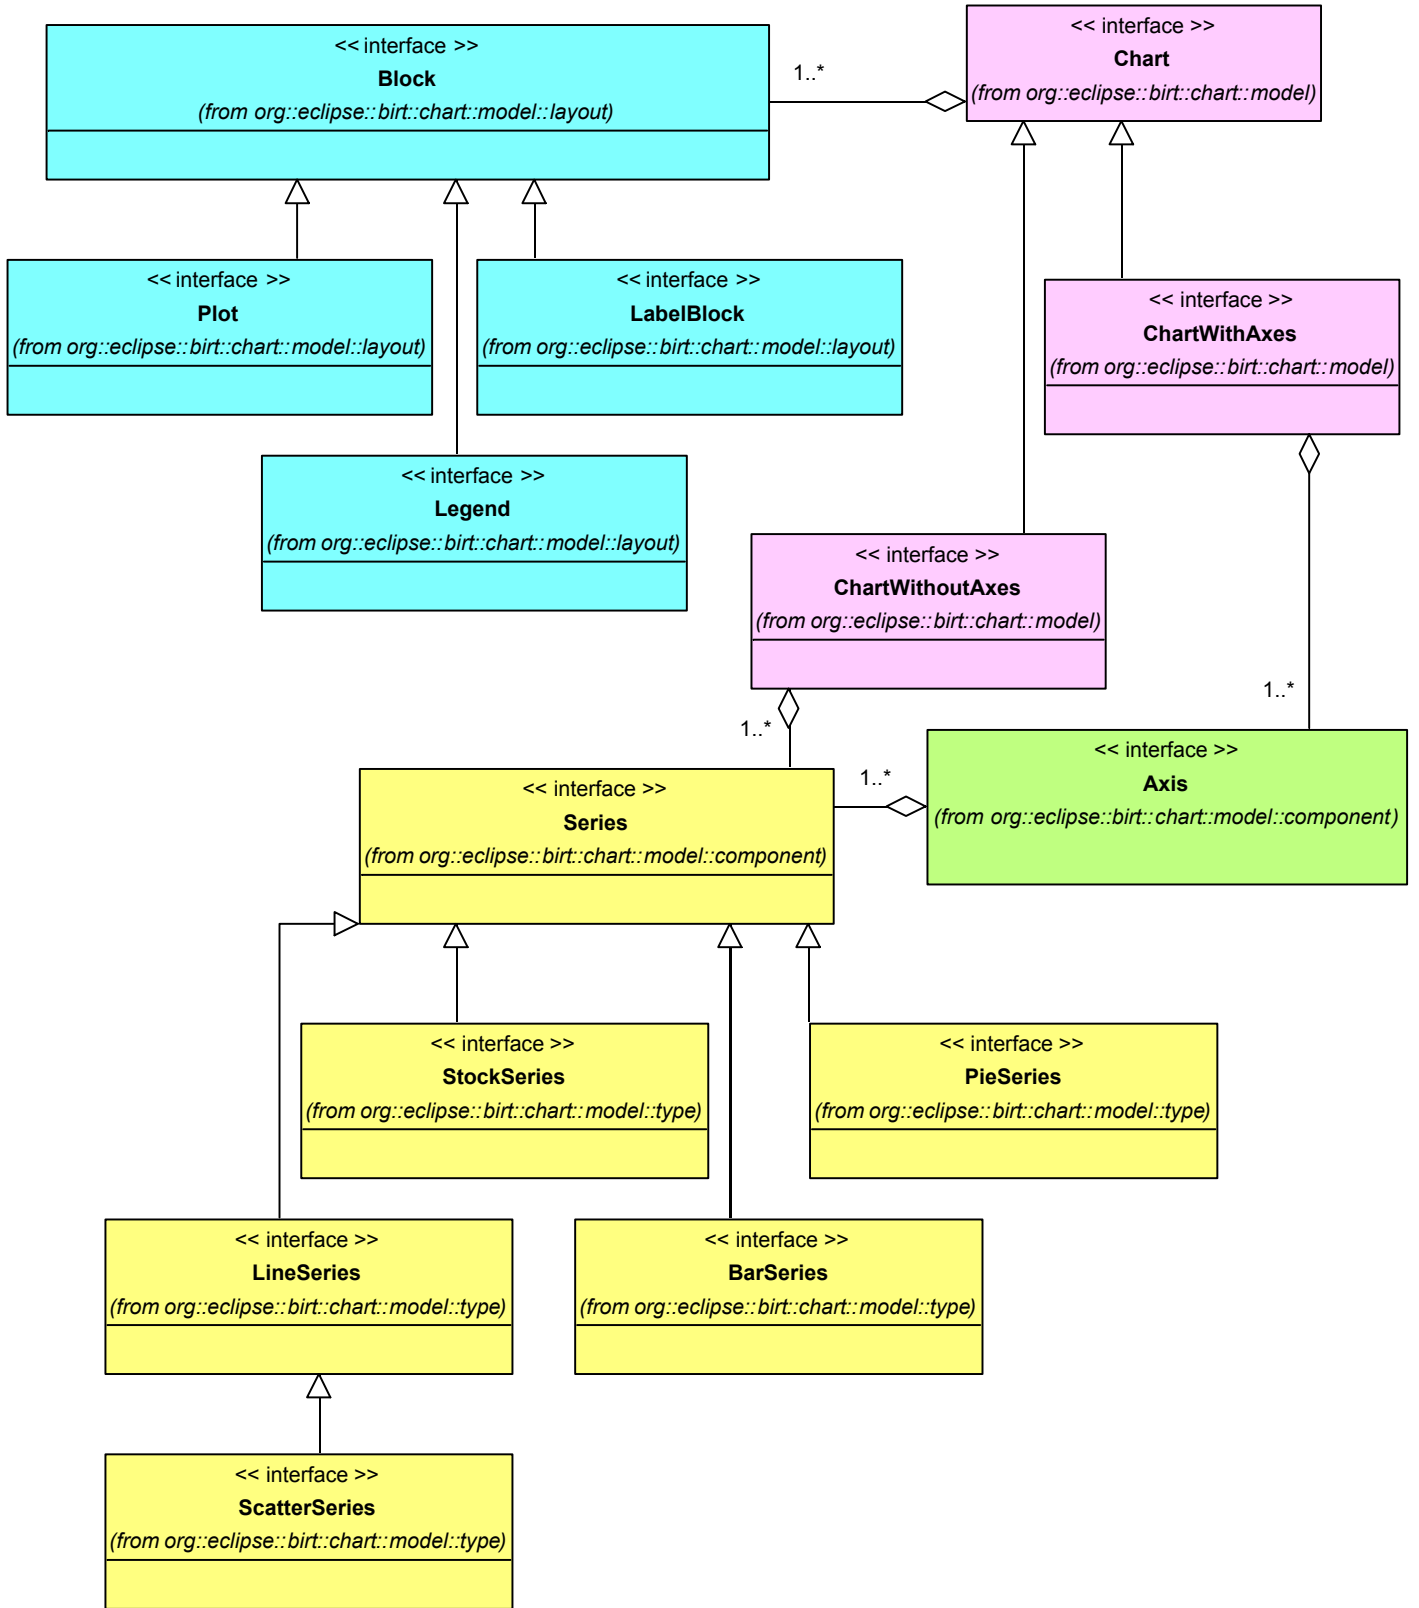 << interface >>
Block
(from org::eclipse::birt::chart::model::layout)
1..*
<< interface >>
Chart
(from org::eclipse::birt::chart::model)
<< interface >>
Plot
(from org::eclipse::birt::chart::model::layout)
<< interface >>
LabelBlock
(from org::eclipse::birt::chart::model::layout)
<< interface >>
ChartWithAxes
(from org::eclipse::birt::chart::model)
<< interface >>
Legend
(from org::eclipse::birt::chart::model::layout)
<< interface >>
ChartWithoutAxes
(from org::eclipse::birt::chart::model)
1..*
1..*
<< interface >>
Series
(from org::eclipse::birt::chart::model::component)
1..*
<< interface >>
Axis
(from org::eclipse::birt::chart::model::component)
<< interface >>
StockSeries
(from org::eclipse::birt::chart::model::type)
<< interface >>
PieSeries
(from org::eclipse::birt::chart::model::type)
<< interface >>
LineSeries
(from org::eclipse::birt::chart::model::type)
<< interface >>
BarSeries
(from org::eclipse::birt::chart::model::type)
<< interface >>
ScatterSeries
(from org::eclipse::birt::chart::model::type)